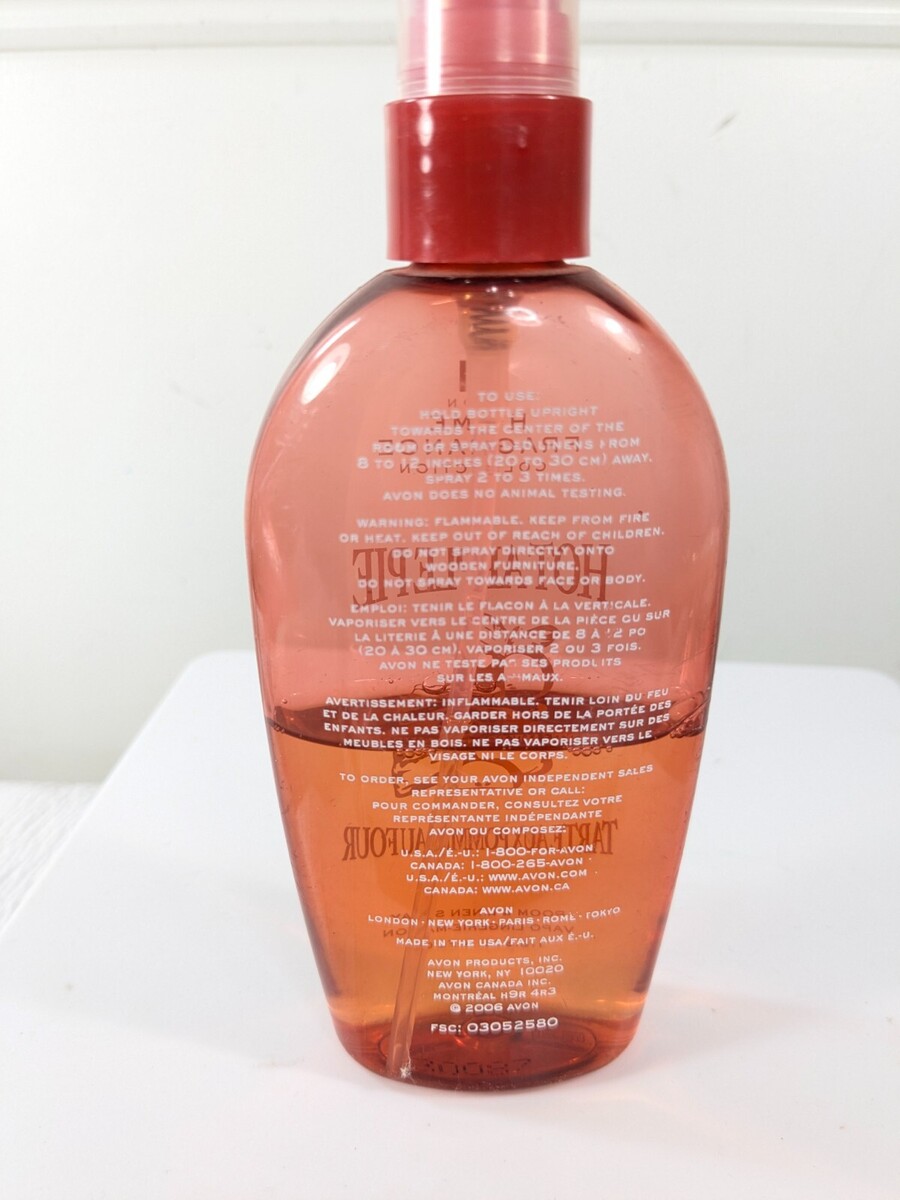 TO USE:
HOLD BOTTLE UPRIGHT
TOWARDS THE CENTER OF THE
ROOM OR SPRAY BED LINENS FROM
8 TO 12 INCHES (20 TO 30 CM) AWAY.
SPRAY 2 TO 3 TIMES.
AVON DOES NO ANIMAL TESTING.
WARNING: FLAMMABLE. KEEP FROM FIRE
OR HEAT. KEEP OUT OF REACH OF CHILDREN.
DO NOT SPRAY DIRECTLY ONTO
WOODEN FURNITURE.
DO NOT SPRAY TOWARDS FACE OR BODY.
EMPLOI: TENIR LE FLACON À LA VERTICALE.
VAPORISER VERS LE CENTRE DE LA PIÈCE OU SUR
LA LITERIE À UNE DISTANCE DE 8 À 12 PO
(20 À 30 CM). VAPORISER 2 OU 3 FOIS.
AVON NE TESTE PAS SES PRODUITS
SUR LES ANIMAUX.
AVERTISSEMENT: INFLAMMABLE. TENIR LOIN DU FEU
ET DE LA CHALEUR. GARDER HORS DE LA PORTÉE DES
ENFANTS. NE PAS VAPORISER DIRECTEMENT SUR DES
MEUBLES EN BOIS. NE PAS VAPORISER VERS LE
VISAGE NI LE CORPS.
TO ORDER, SEE YOUR AVON INDEPENDENT SALES
REPRESENTATIVE OR CALL:
POUR COMMANDER, CONSULTEZ VOTRE
REPRÉSENTANTE INDÉPENDANTE
AVON OU COMPOSEZ:
U.S.A./É.-U.: 1-800-FOR-AVON
CANADA: 1-800-265-AVON
U.S.A./É.-U.: WWW.AVON.COM
CANADA: WWW.AVON.CA
AVON
LONDON · NEW YORK · PARIS · ROME · TOKYO
MADE IN THE USA/FAIT AUX É.-U.
AVON PRODUCTS, INC.
NEW YORK, NY 10020
AVON CANADA INC.
MONTRÉAL H9R 4R3
© 2006 AVON
FSC: 03052580